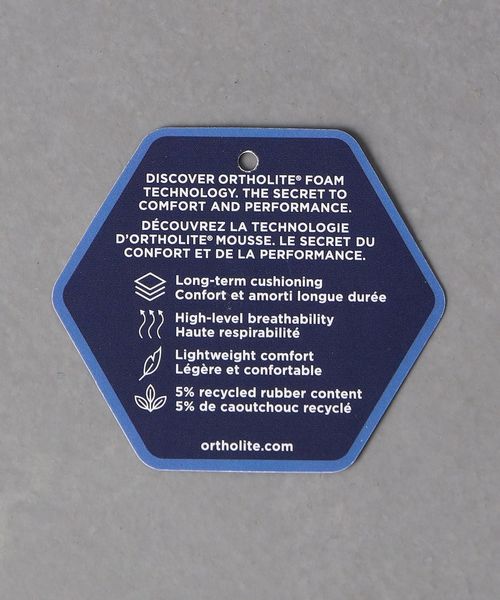 DISCOVER ORTHOLITE® FOAM
TECHNOLOGY. THE SECRET TO
COMFORT AND PERFORMANCE.
DÉCOUVREZ LA TECHNOLOGIE
D'ORTHOLITE® MOUSSE. LE SECRET DU
CONFORT ET DE LA PERFORMANCE.
Long-term cushioning
Confort et amorti longue durée
High-level breathability
Haute respirabilité
Lightweight comfort
Légère et confortable
5% recycled rubber content
5% de caoutchouc recyclé
ortholite.com